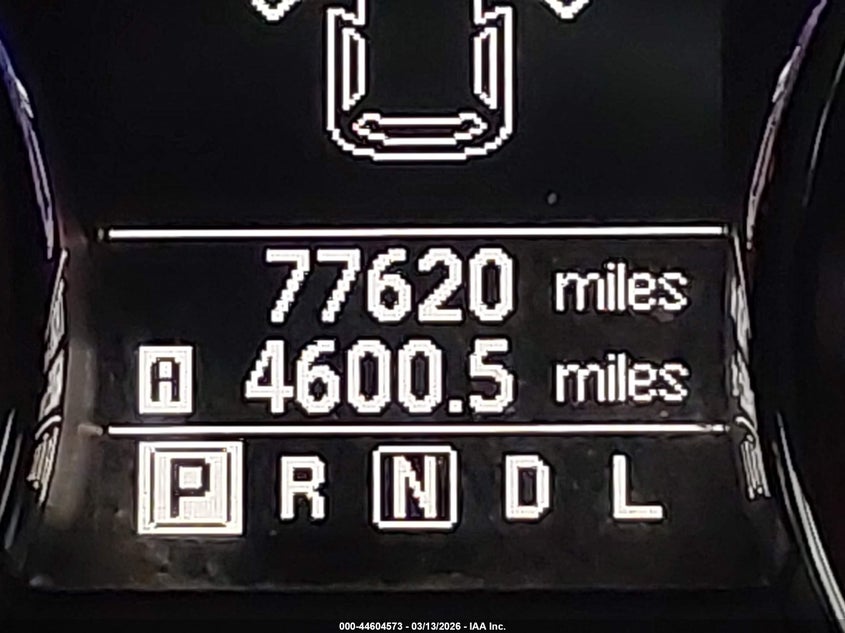 77620 miles
A 4600.5 miles
P R N D L
000-44604573 - 03/13/2026 - IAA Inc.